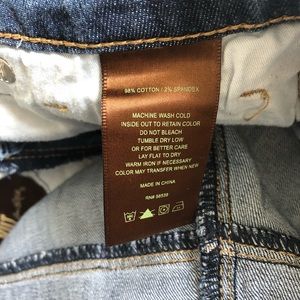 98% COTTON / 2% SPANDEX
MACHINE WASH COLD
INSIDE OUT TO RETAIN COLOR
DO NOT BLEACH
TUMBLE DRY LOW
OR FOR BETTER CARE
LAY FLAT TO DRY
WARM IF NECESSARY
COLOR MAY TRANSFER WHEN NEW
MADE IN CHINA